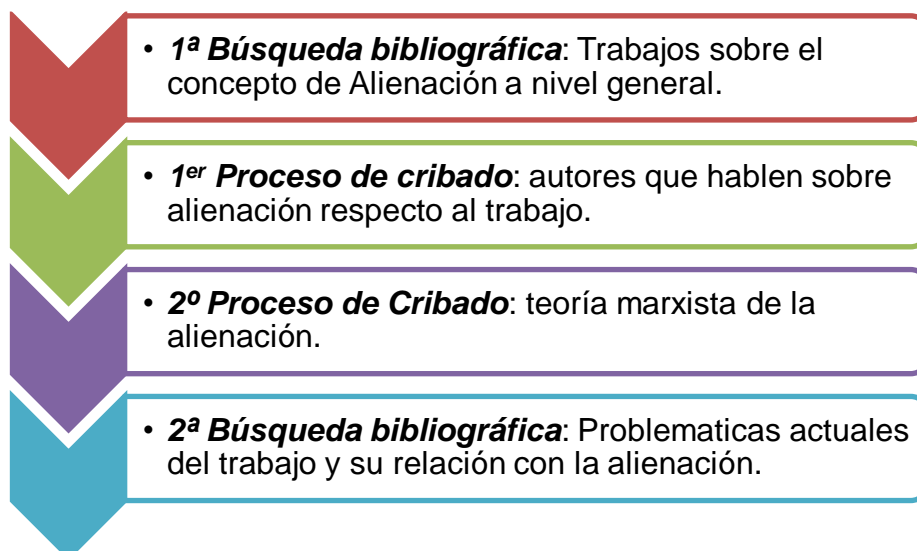 • 1ª Búsqueda bibliográfica: Trabajos sobre el
concepto de Alienación a nivel general.
• 1er Proceso de cribado: autores que hablen sobre
alienación respecto al trabajo.
• 2º Proceso de Cribado: teoría marxista de la
alienación.
• 2ª Búsqueda bibliográfica: Problematicas actuales
del trabajo y su relación con la alienación.